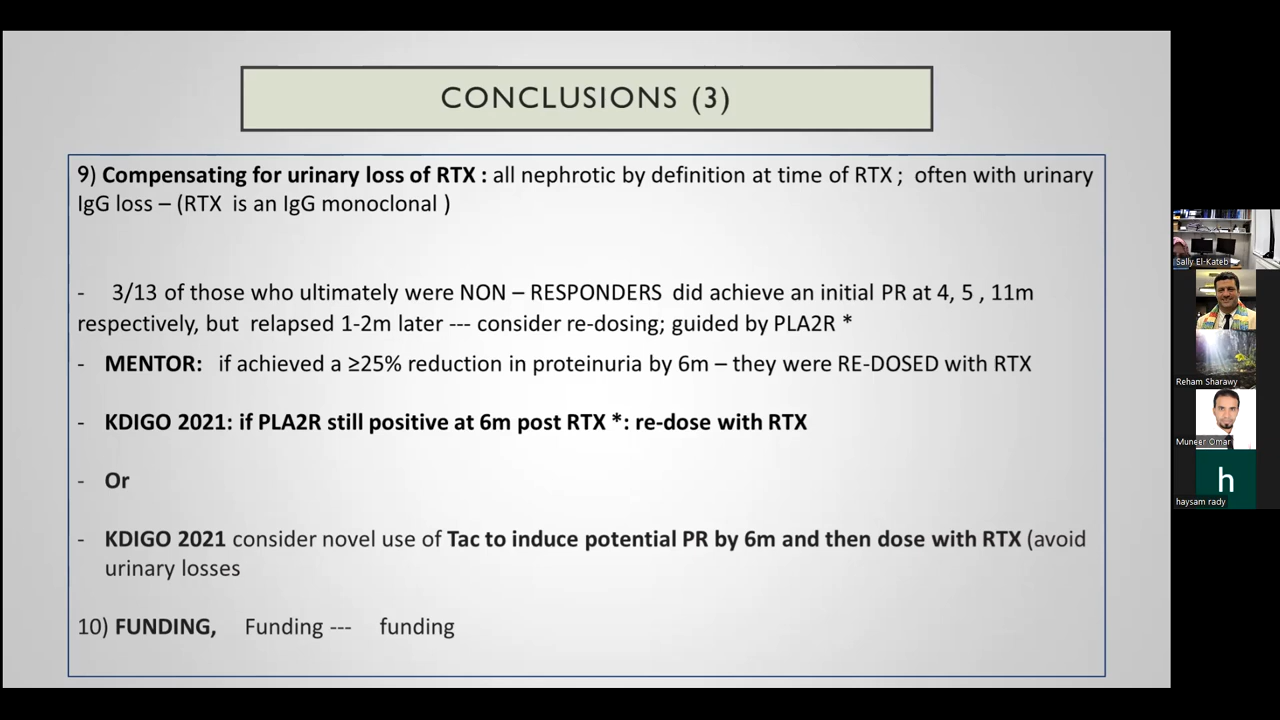 CONCLUSIONS (3)
9) Compensating for urinary loss of RTX : all nephrotic by definition at time of RTX ; often with urinary
IgG loss – (RTX is an IgG monoclonal )
- 3/13 of those who ultimately were NON – RESPONDERS did achieve an initial PR at 4, 5 , 11m
respectively, but relapsed 1-2m later --- consider re-dosing; guided by PLA2R *
- MENTOR: if achieved a ≥25% reduction in proteinuria by 6m – they were RE-DOSED with RTX
- KDIGO 2021: if PLA2R still positive at 6m post RTX *: re-dose with RTX
- Or
- KDIGO 2021 consider novel use of Tac to induce potential PR by 6m and then dose with RTX (avoid
urinary losses
10) FUNDING, Funding --- funding
Sally El-Kateb
Reham Sharawy
Muneer Omar
h
haysam rady